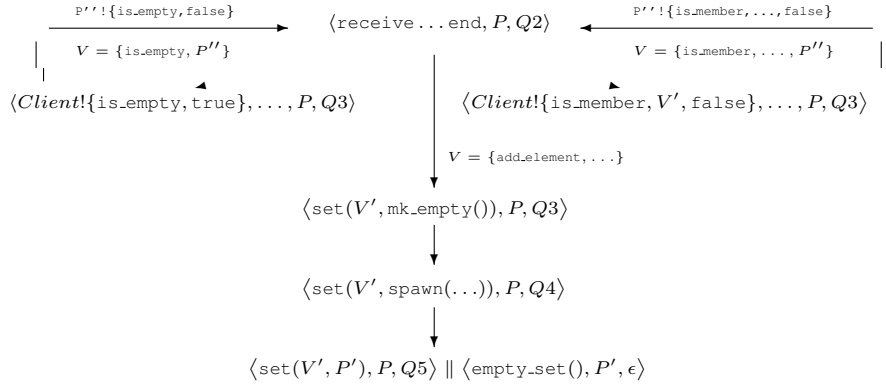 P′′!{is_empty,false}
⟨receive...end, P, Q2⟩
P′′!{is_member,...,false}
V = {is_empty, P′′}
V = {is_member, ..., P′′}
⟨Client!{is_empty,true},..., P, Q3⟩
⟨Client!{is_member, V′, false},..., P, Q3⟩
V = {add_element, ...}
⟨set(V′, mk_empty()), P, Q3⟩
⟨set(V′, spawn(...)), P, Q4⟩
⟨set(V′, P′), P, Q5⟩ ∥ ⟨empty_set(), P′, ϵ⟩